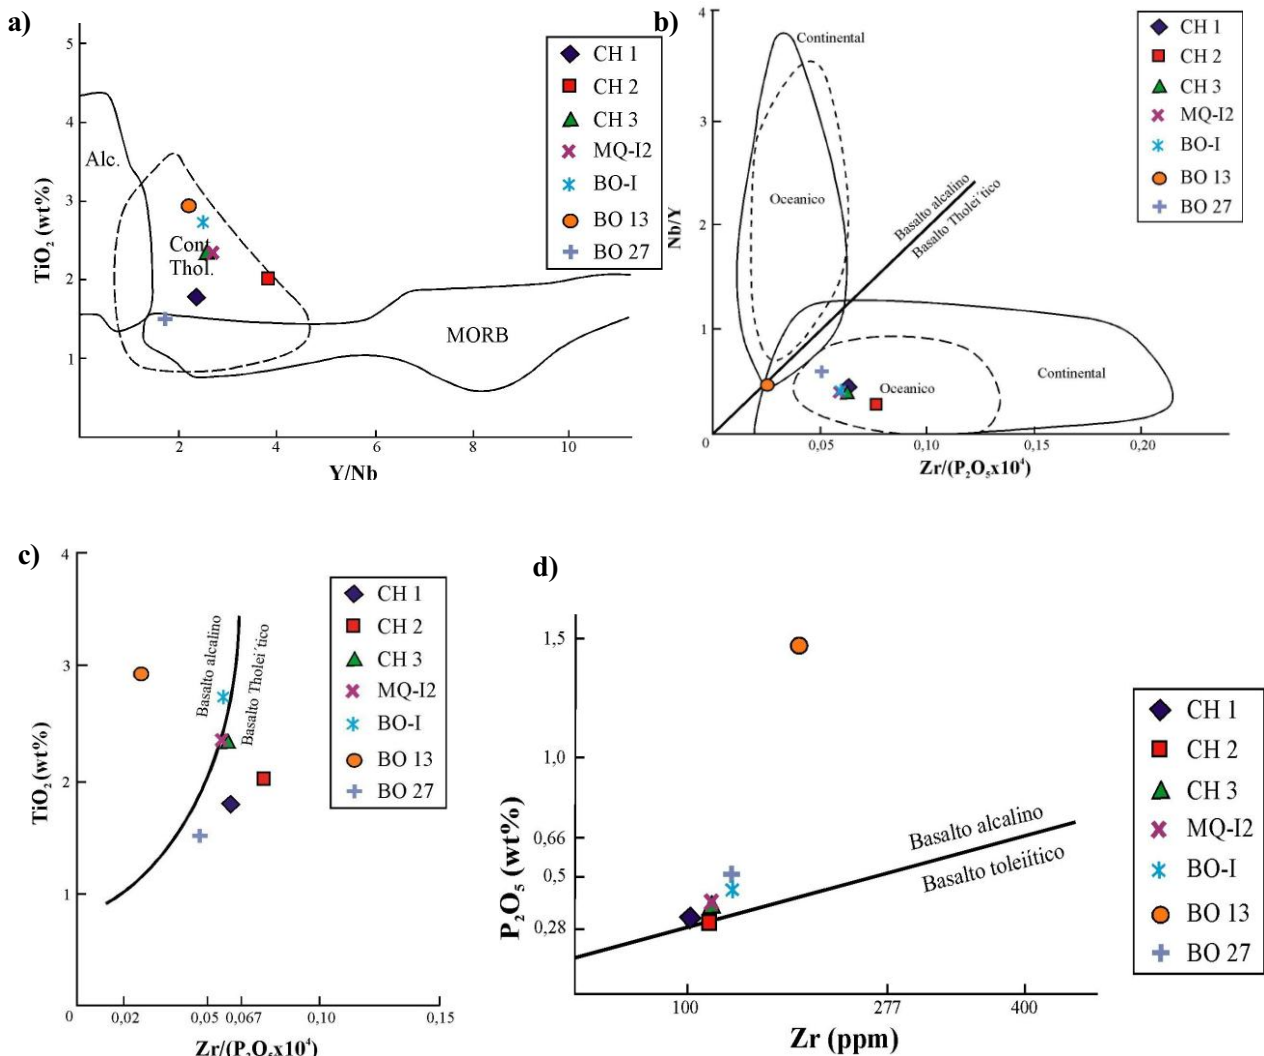 a)
5
4
3
2
1
TiO₂ (wt%)
Alc.
Cont.
Thol.
MORB
2
4
6
8
10
Y/Nb
CH 1
CH 2
CH 3
MQ-I2
BO-I
BO 13
BO 27
b)
4
3
2
1
0
Nb/Y
Continental
Oceanico
Basalto alcalino
Basalto Tholei´tico
Oceanico
Continental
0,05
0,10
0,15
0,20
Zr/(P₂O₅x10⁴)
CH 1
CH 2
CH 3
MQ-I2
BO-I
BO 13
BO 27
c)
4
3
2
1
0
TiO₂ (wt%)
Basalto alcalino
Basalto Tholei´tico
0,02
0,05
0,067
0,10
0,15
Zr/(P₂O₅x10⁴)
CH 1
CH 2
CH 3
MQ-I2
BO-I
BO 13
BO 27
d)
1,5
1,0
0,66
0,5
0,28
P₂O₅ (wt%)
Basalto alcalino
Basalto toleiítico
100
277
400
Zr (ppm)
CH 1
CH 2
CH 3
MQ-I2
BO-I
BO 13
BO 27